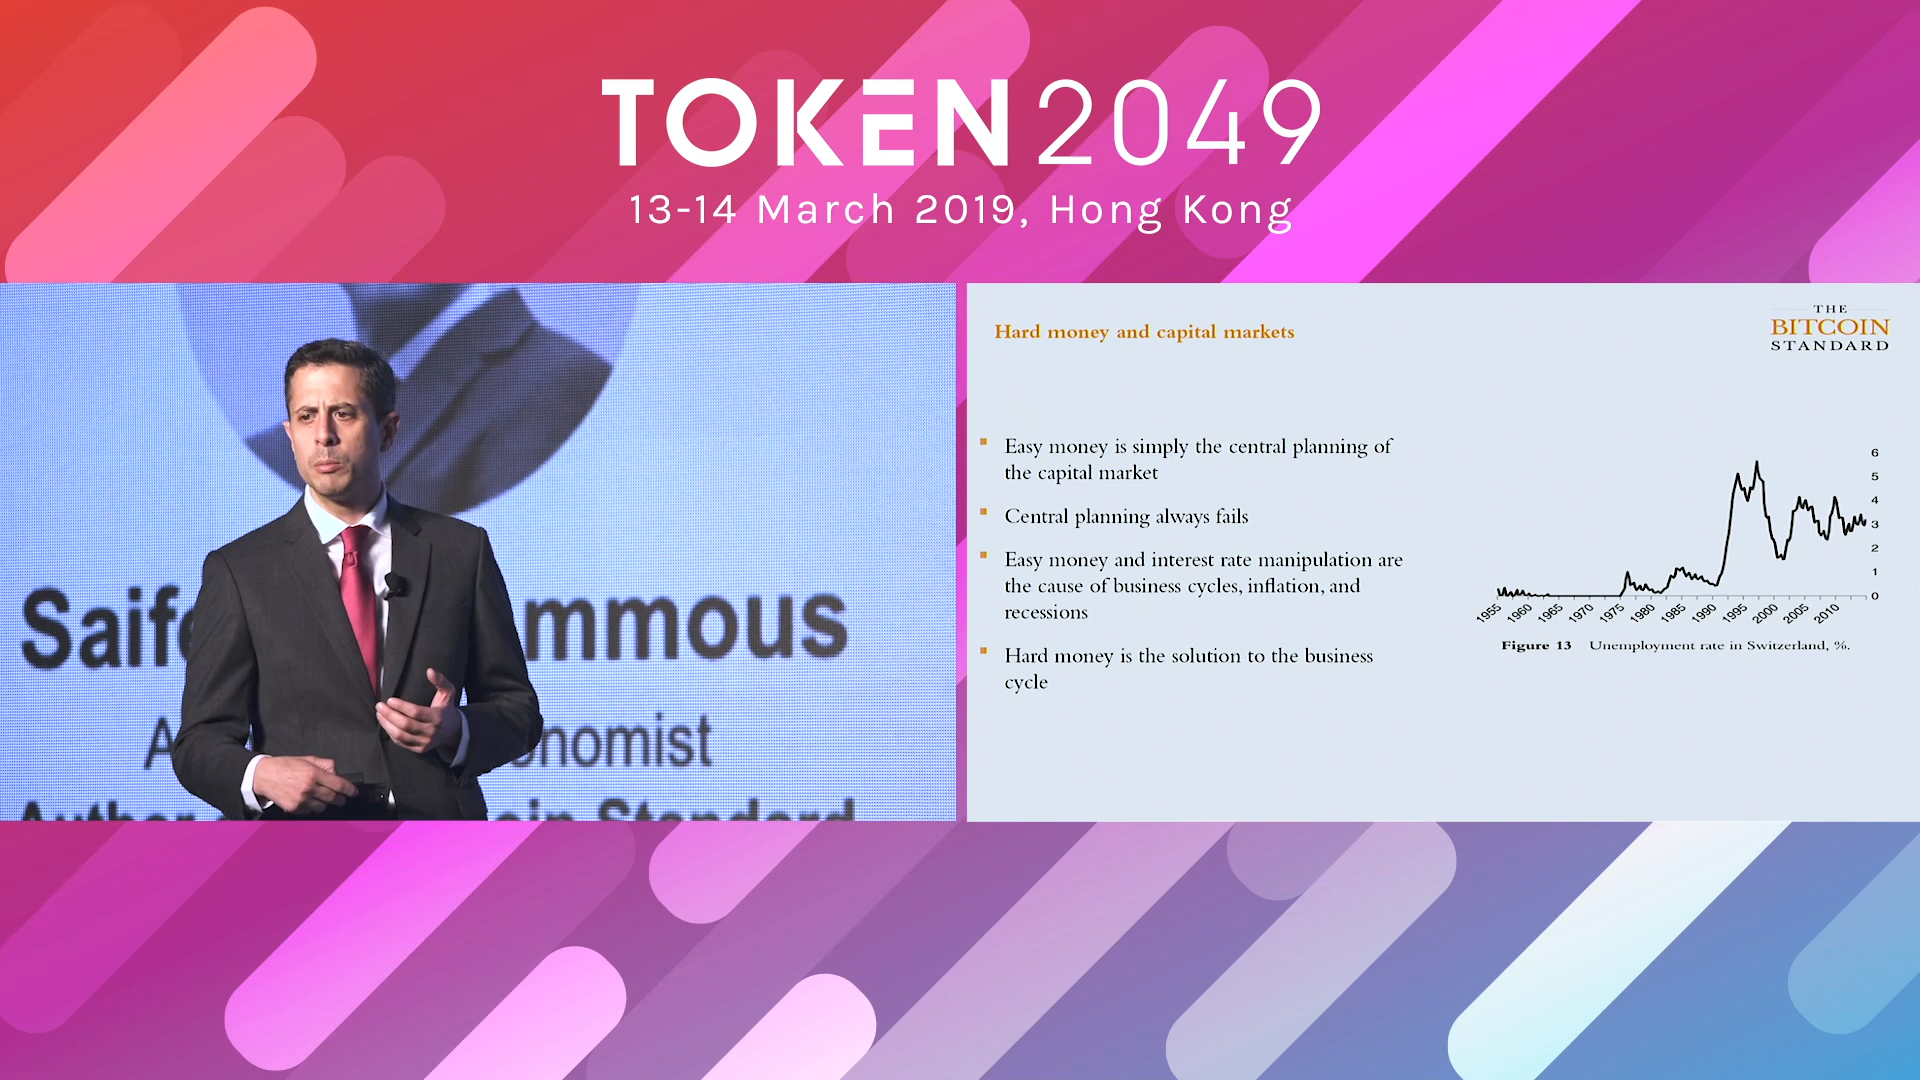 TOKEN2049
13-14 March 2019, Hong Kong
mmous
Standard
Hard money and capital markets
THE
BITCOIN
STANDARD
Easy money is simply the central planning of
the capital market
Central planning always fails
Easy money and interest rate manipulation are
the cause of business cycles, inflation, and
recessions
Hard money is the solution to the business
cycle
6
5
4
3
2
1
0
1955 1960 1965 1970 1975 1980 1985 1990 1995 2000 2005 2010
Figure 13 Unemployment rate in Switzerland, %.